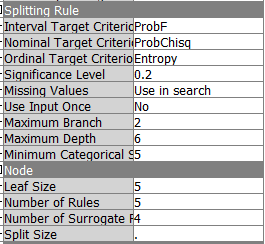 Splitting Rule
Interval Target Criterio ProbF
Nominal Target Criterio ProbChisq
Ordinal Target Criterio Entropy
Significance Level 0.2
Missing Values Use in search
Use Input Once No
Maximum Branch 2
Maximum Depth 6
Minimum Categorical S 5
Node
Leaf Size 5
Number of Rules 5
Number of Surrogate R 4
Split Size .